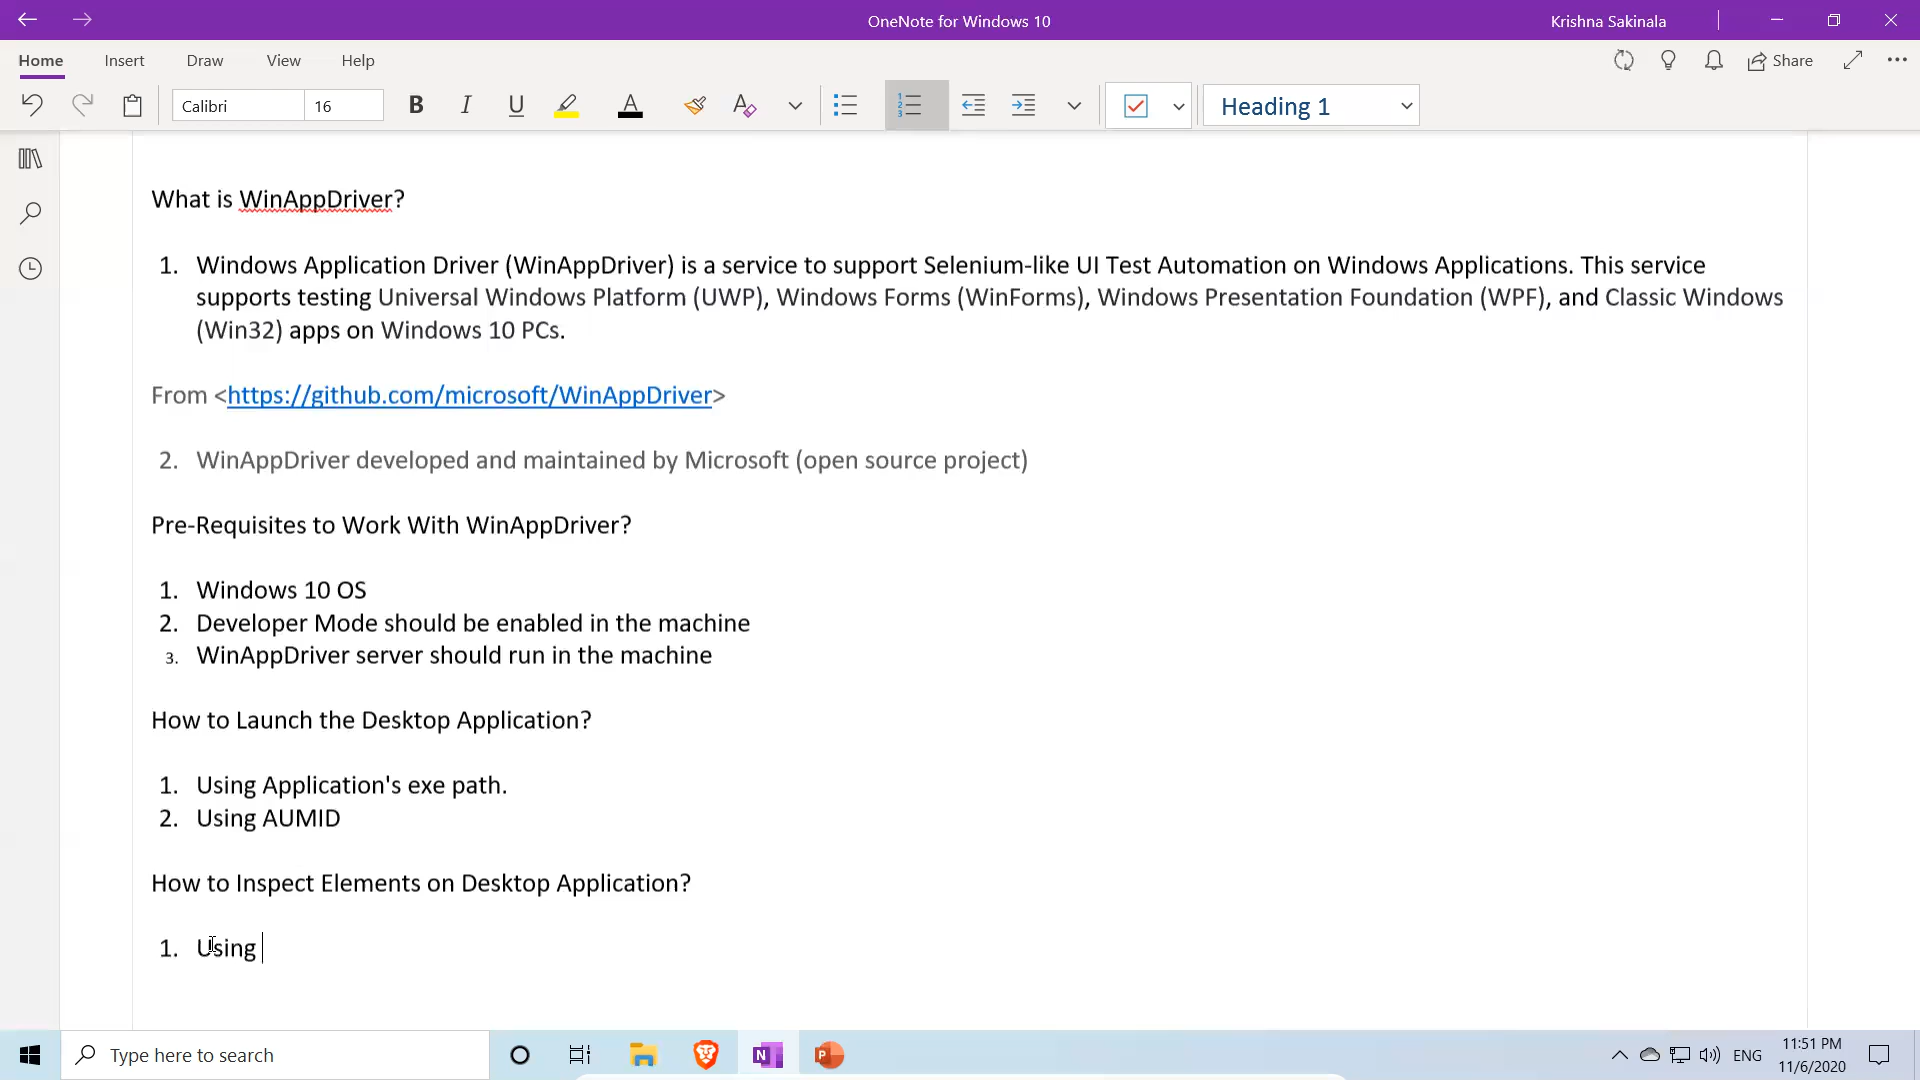 OneNote for Windows 10
Krishna Sakinala
Home Insert Draw View Help
Share
Calibri 16 B I U A A Heading 1
What is WinAppDriver?
1. Windows Application Driver (WinAppDriver) is a service to support Selenium-like UI Test Automation on Windows Applications. This service
supports testing Universal Windows Platform (UWP), Windows Forms (WinForms), Windows Presentation Foundation (WPF), and Classic Windows
(Win32) apps on Windows 10 PCs.
From <https://github.com/microsoft/WinAppDriver>
2. WinAppDriver developed and maintained by Microsoft (open source project)
Pre-Requisites to Work With WinAppDriver?
1. Windows 10 OS
2. Developer Mode should be enabled in the machine
3. WinAppDriver server should run in the machine
How to Launch the Desktop Application?
1. Using Application's exe path.
2. Using AUMID
How to Inspect Elements on Desktop Application?
1. Using
Type here to search
N
P
ENG
11:51 PM
11/6/2020